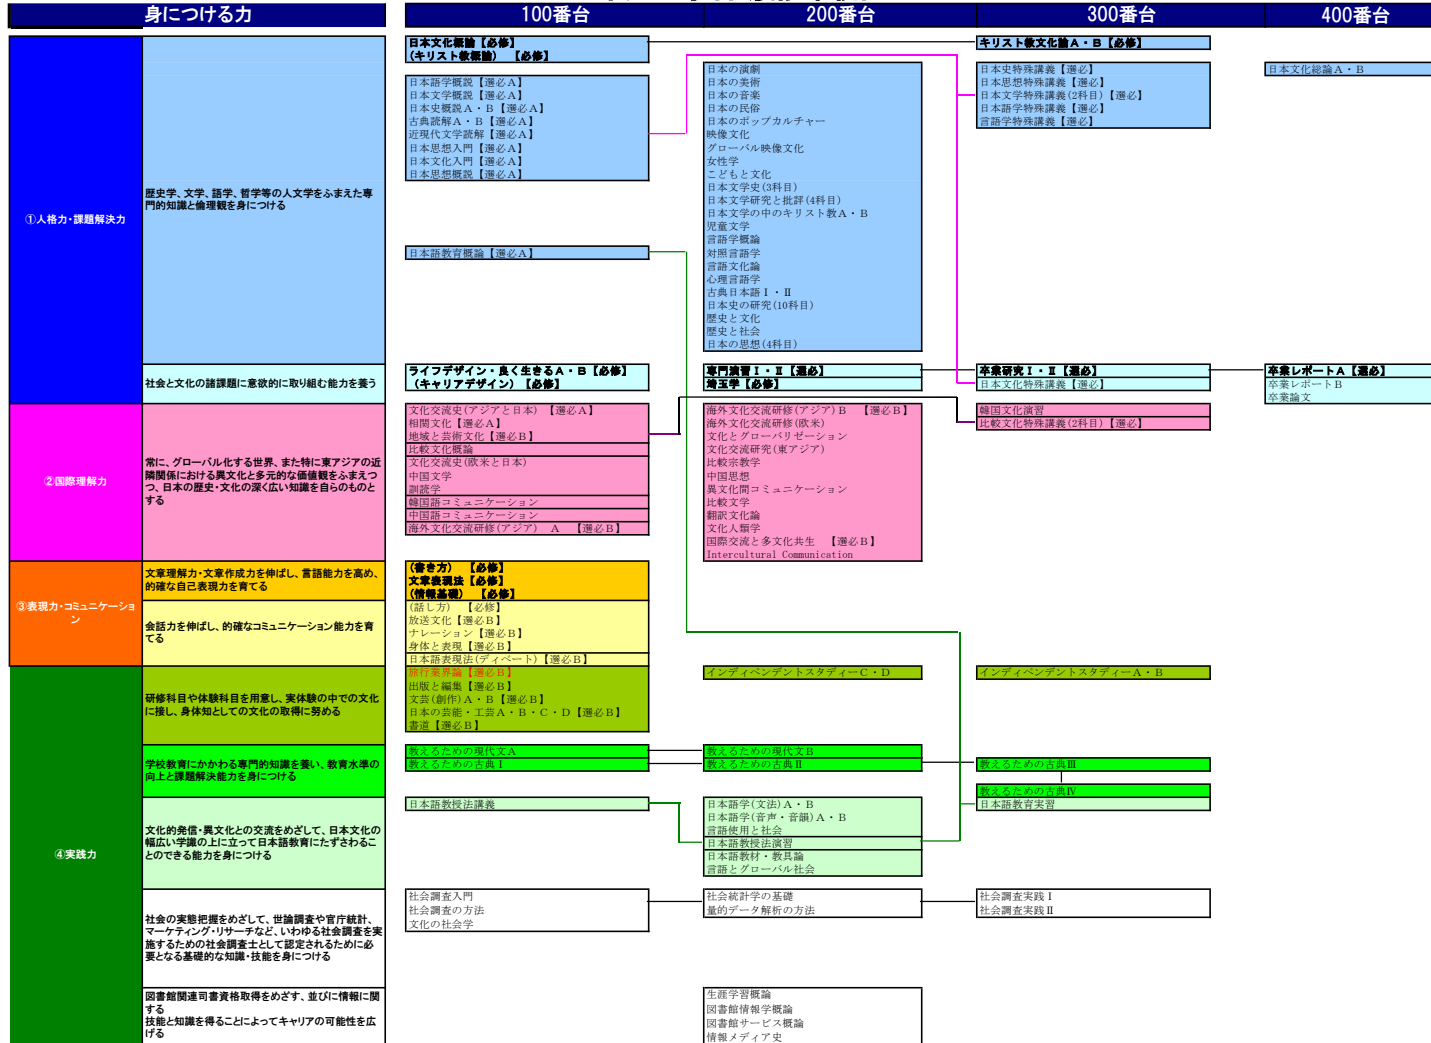 身につける力
100番台
200番台
300番台
400番台
①人格力・課題解決力
歴史学、文学、語学、哲学等の人文学をふまえた専
門的知識と倫理観を身につける
日本文化概論【必修】
(キリスト教概論) 【必修】
キリスト教文化論A・B【必修】
日本語学概説【選必A】
日本文学概説【選必A】
日本史概説A・B【選必A】
古典読解A・B【選必A】
近現代文学読解【選必A】
日本思想入門【選必A】
日本文化入門【選必A】
日本思想概説【選必A】
日本語教育概論【選必A】
日本の演劇
日本の美術
日本の音楽
日本の民俗
日本のポップカルチャー
映像文化
グローバル映像文化
女性学
こどもと文化
日本文学史(3科目)
日本文学研究と批評(4科目)
日本文学の中のキリスト教A・B
児童文学
言語学概論
対照言語学
言語文化論
心理言語学
古典日本語Ⅰ・Ⅱ
日本史の研究(10科目)
歴史と文化
歴史と社会
日本の思想(4科目)
日本史特殊講義【選必】
日本思想特殊講義【選必】
日本文学特殊講義(2科目)【選必】
日本語学特殊講義【選必】
言語学特殊講義【選必】
日本文化総論A・B
社会と文化の諸課題に意欲的に取り組む能力を養う
ライフデザイン・良く生きるA・B【必修】
(キャリアデザイン) 【必修】
専門演習Ⅰ・Ⅱ【選必】
埼玉学【必修】
卒業研究Ⅰ・Ⅱ【選必】
日本文化特殊講義【選必】
卒業レポートA【選必】
卒業レポートB
卒業論文
②国際理解力
常に、グローバル化する世界、また特に東アジアの近
隣関係における異文化と多元的な価値観をふまえつ
つ、日本の歴史・文化の深く広い知識を自らのものと
する
文化交流史(アジアと日本)【選必A】
相関文化【選必A】
地域と芸術文化【選必B】
比較文化概論
文化交流史(欧米と日本)
中国文学
訓読学
韓国語コミュニケーション
中国語コミュニケーション
海外文化交流研修(アジア) A 【選必B】
海外文化交流研修(アジア)B 【選必B】
海外文化交流研修(欧米)
文化とグローバリゼーション
文化交流研究(東アジア)
比較宗教学
中国思想
異文化間コミュニケーション
比較文学
翻訳文化論
文化人類学
国際交流と多文化共生 【選必B】
Intercultural Communication
韓国文化演習
比較文化特殊講義(2科目)【選必】
③表現力・コミュニケーショ
ン
文章理解力・文章作成力を伸ばし、言語能力を高め、
的確な自己表現力を育てる
(書き方) 【必修】
文章表現法【必修】
(情報基礎) 【必修】
会話力を伸ばし、的確なコミュニケーション能力を育
てる
(話し方) 【必修】
放送文化【選必B】
ナレーション【選必B】
身体と表現【選必B】
日本語表現法(ディベート)【選必B】
④実践力
研修科目や体験科目を用意し、実体験の中での文化
に接し、身体知としての文化の取得に努める
旅行業界論【選必B】
出版と編集【選必B】
文芸(創作)A・B【選必B】
日本の芸能・工芸A・B・C・D【選必B】
書道【選必B】
インディペンデントスタディーC・D
インディペンデントスタディーA・B
学校教育にかかわる専門的知識を養い、教育水準の
向上と課題解決能力を身につける
教えるための現代文A
教えるための古典Ⅰ
教えるための現代文B
教えるための古典Ⅱ
教えるための古典Ⅲ
教えるための古典Ⅳ
文化的発信・異文化との交流をめざして、日本文化の
幅広い学識の上に立って日本語教育にたずさわるこ
とのできる能力を身につける
日本語教授法講義
日本語学(文法)A・B
日本語学(音声・音韻)A・B
言語使用と社会
日本語教授法演習
日本語教材・教具論
言語とグローバル社会
日本語教育実習
社会の実態把握をめざして、世論調査や官庁統計、
マーケティング・リサーチなど、いわゆる社会調査を実
施するための社会調査士として認定されるために必
要となる基礎的な知識・技能を身につける
社会調査入門
社会調査の方法
文化の社会学
社会統計学の基礎
量的データ解析の方法
社会調査実践Ⅰ
社会調査実践Ⅱ
図書館関連司書資格取得をめざす、並びに情報に関
する
技能と知識を得ることによってキャリアの可能性を広
げる
生涯学習概論
図書館情報学概論
図書館サービス概論
情報メディア史